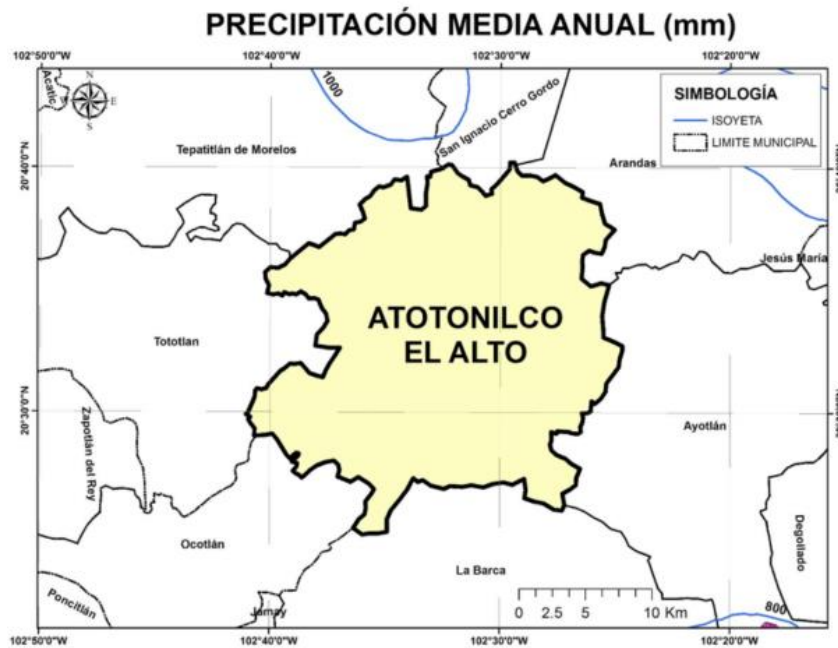 PRECIPITACIÓN MEDIA ANUAL (mm)
102°50'0"W
102°40'0"W
102°30'0"W
102°20'0"W
Acatic
N
W
E
S
1000
San Ignacio Cerro Gordo
SIMBOLOGÍA
ISOYETA
LIMITE MUNICIPAL
Tepatitlán de Morelos
Arandas
20°40'0"N
Jesús María
ATOTONILCO
EL ALTO
Tototlan
20°30'0"N
Zapotlán del Rey
Ayotlán
Ocotlán
Degollado
La Barca
Poncitlán
Jamay
0 2.5 5 10 Km
800
102°50'0"W
102°40'0"W
102°30'0"W
102°20'0"W